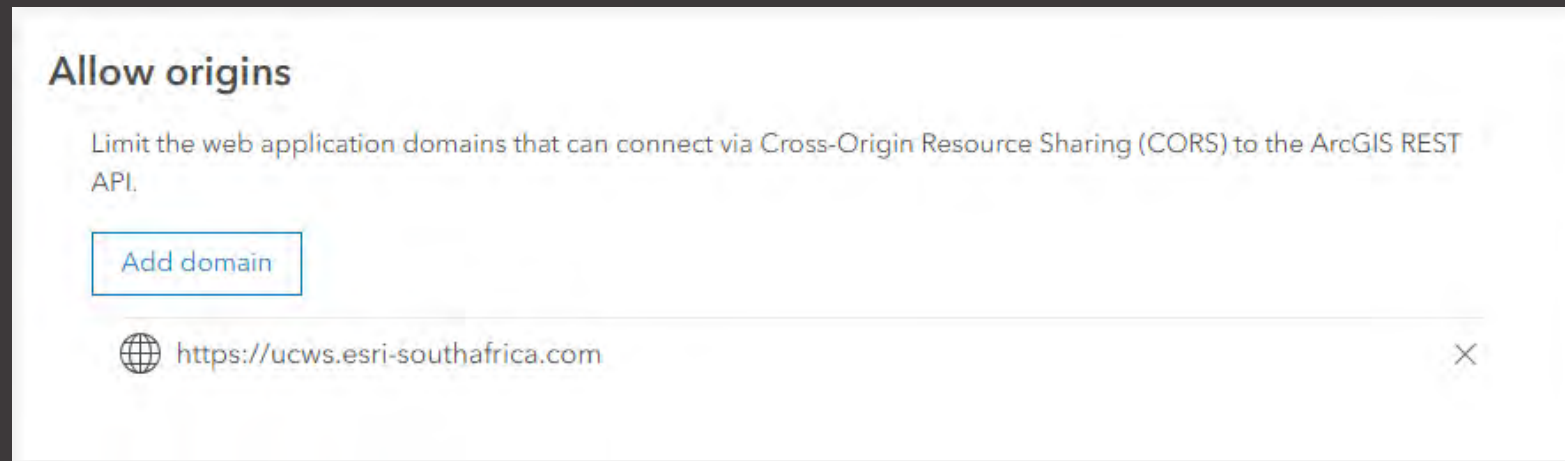 Allow origins
Limit the web application domains that can connect via Cross-Origin Resource Sharing (CORS) to the ArcGIS REST
API.
Add domain
https://ucws.esri-southafrica.com